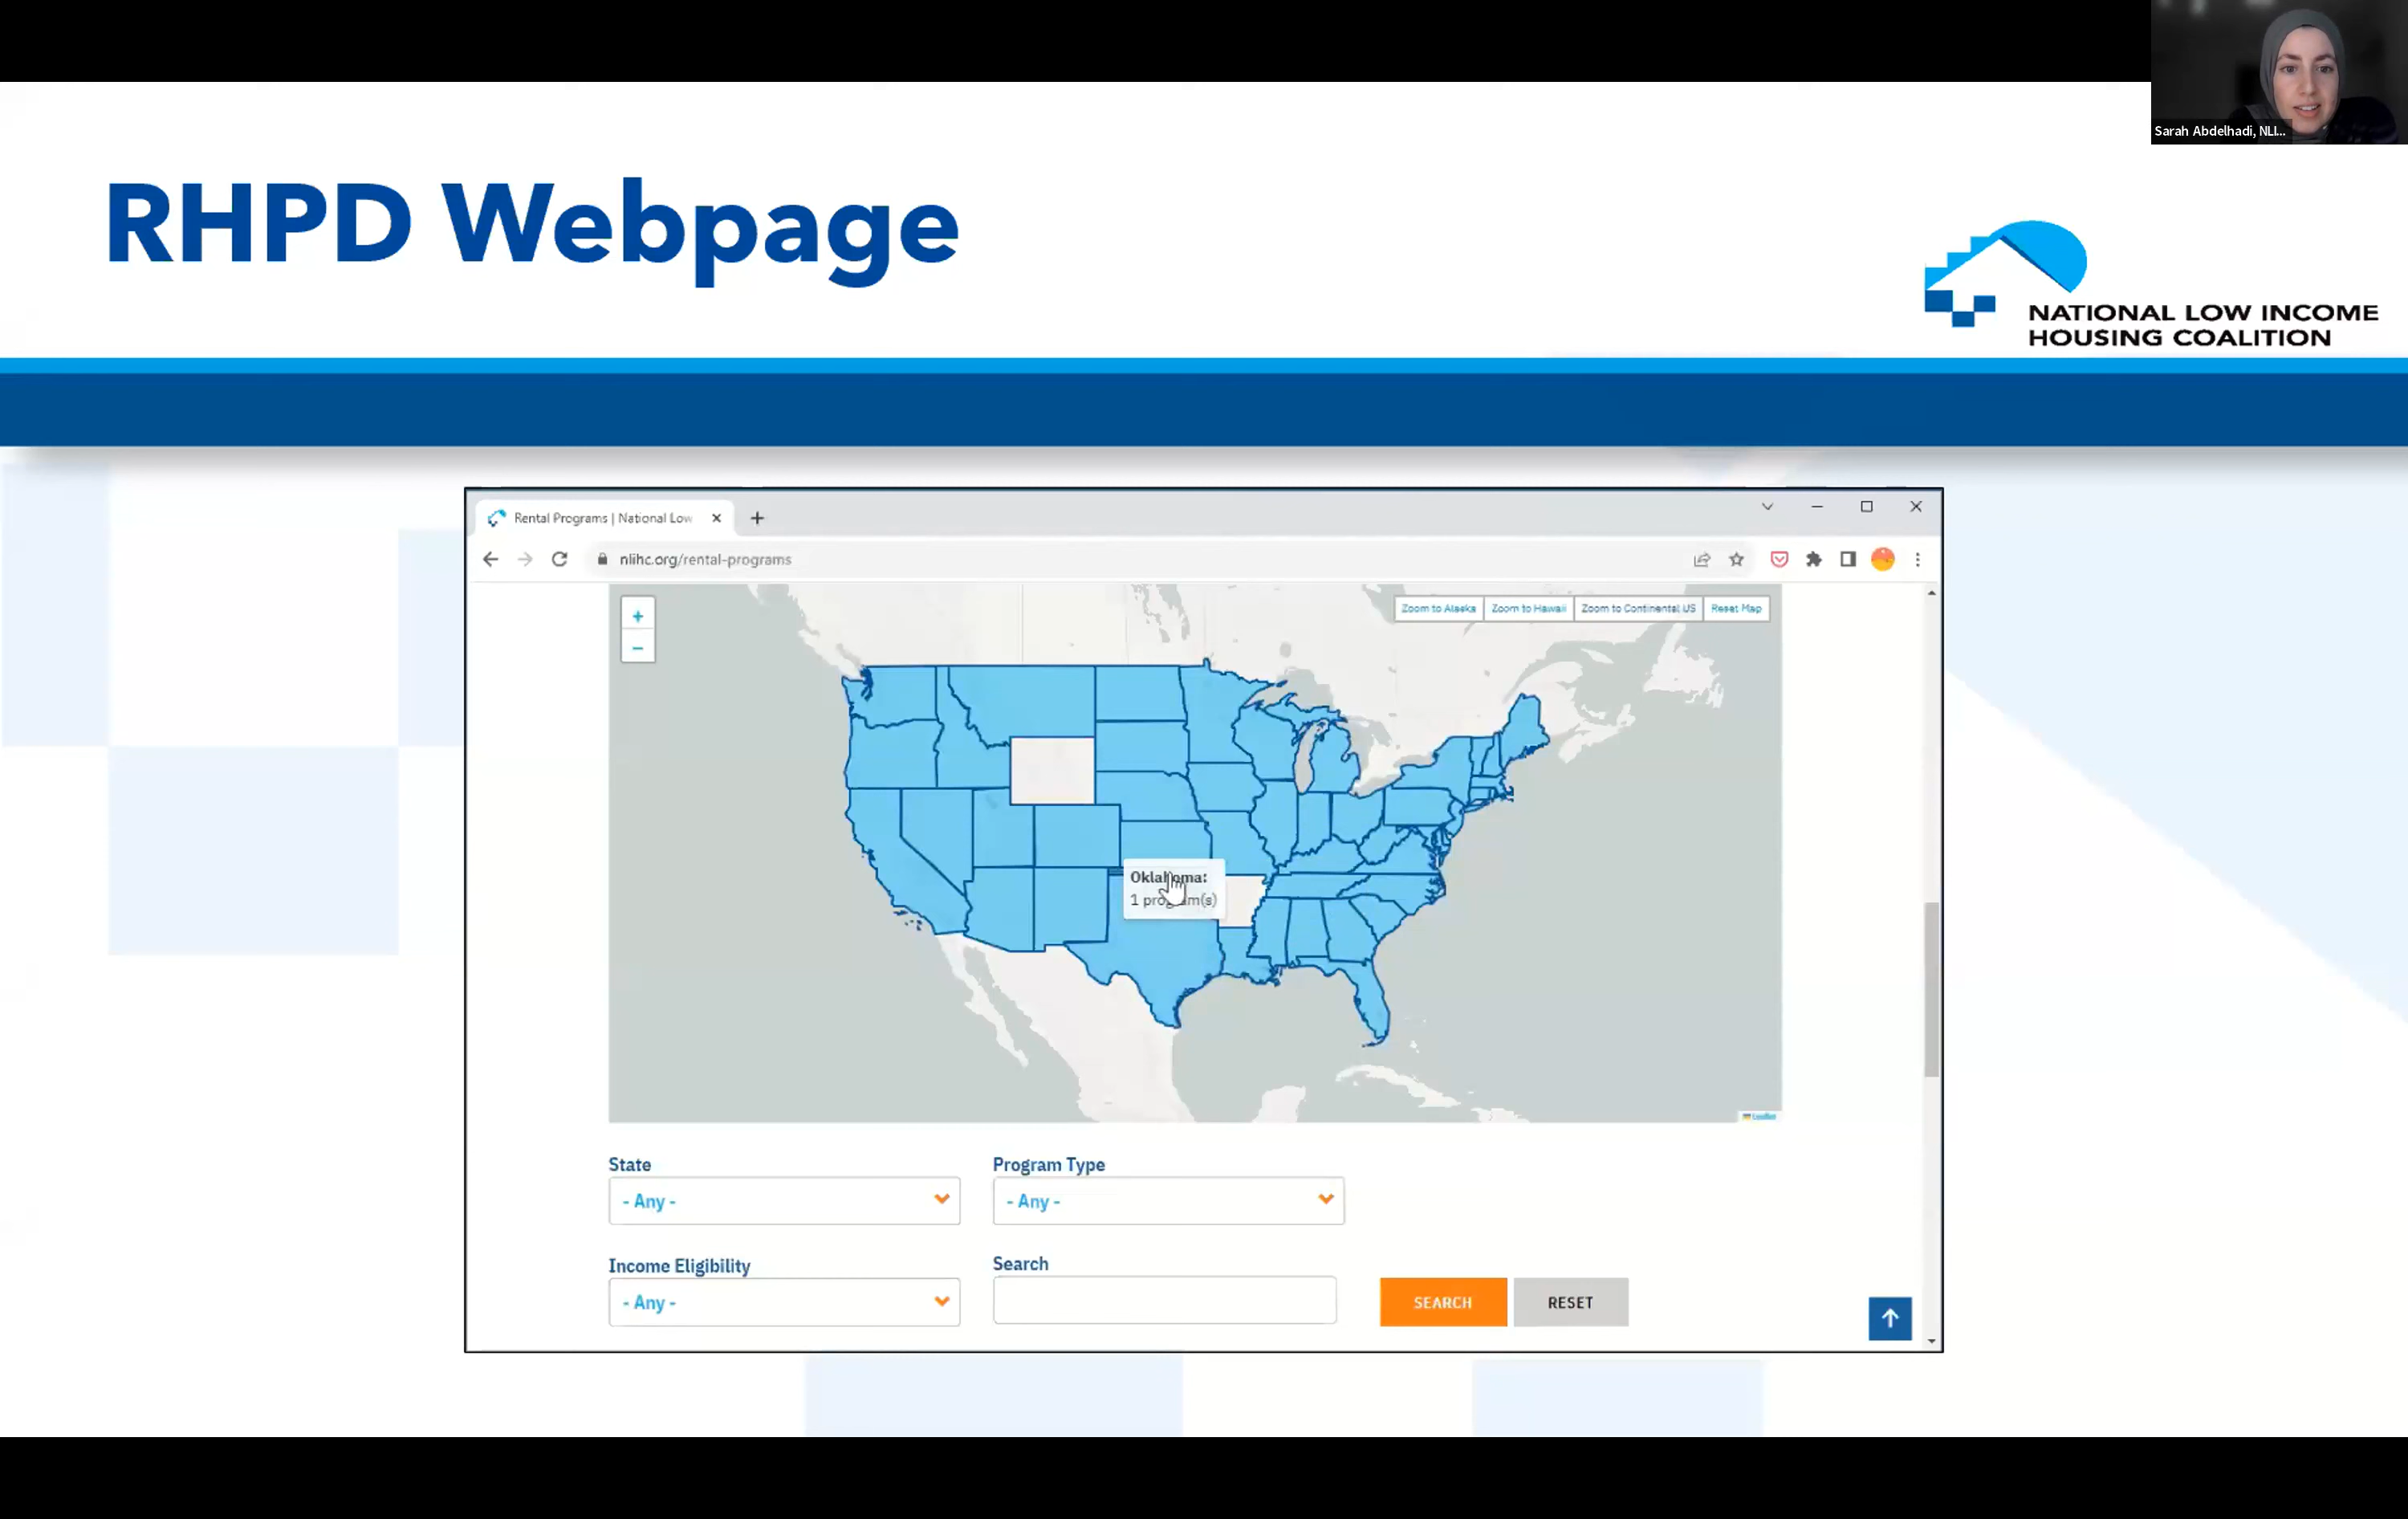 Sarah Abdelhadi, NLI...
RHPD Webpage
NATIONAL LOW INCOME
HOUSING COALITION
Rental Programs | National Low
nlihc.org/rental-programs
+
−
Zoom to Alaska
Zoom to Hawaii
Zoom to Continental US
Reset Map
Oklahoma:
1 program(s)
Leaflet
State
- Any -
Program Type
- Any -
Income Eligibility
- Any -
Search
SEARCH
RESET